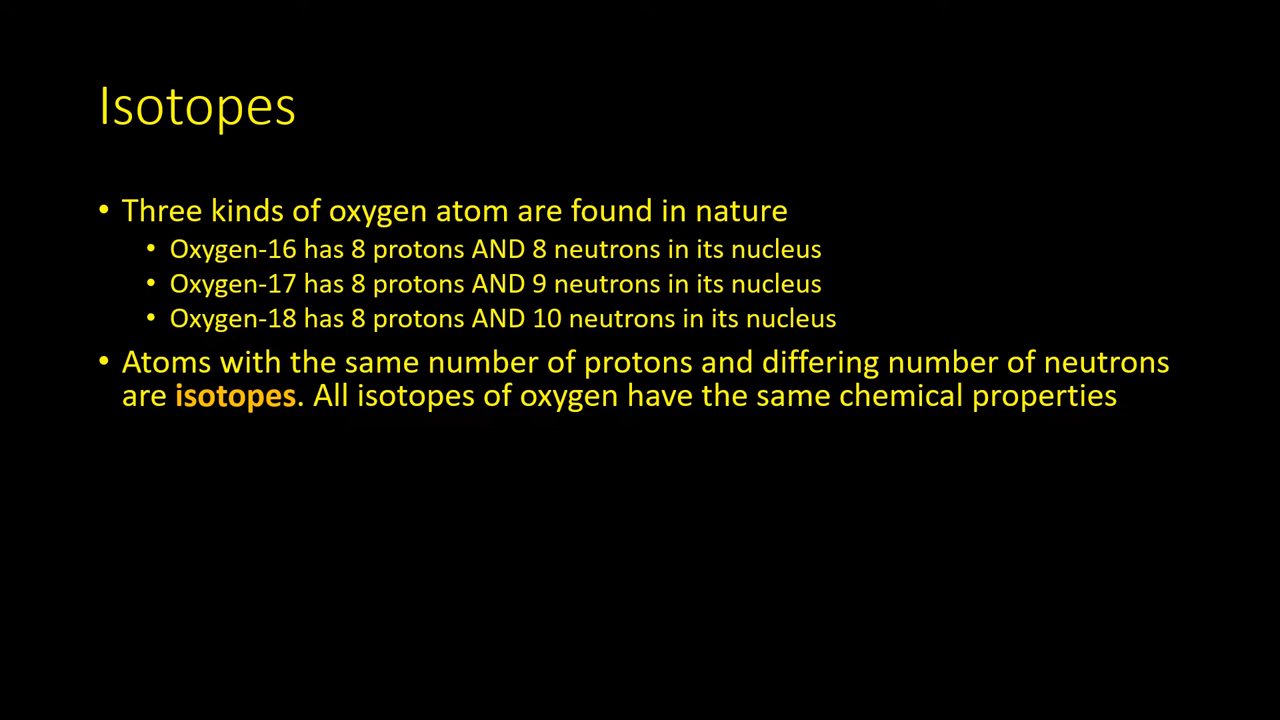 Isotopes
• Three kinds of oxygen atom are found in nature
• Oxygen-16 has 8 protons AND 8 neutrons in its nucleus
• Oxygen-17 has 8 protons AND 9 neutrons in its nucleus
• Oxygen-18 has 8 protons AND 10 neutrons in its nucleus
• Atoms with the same number of protons and differing number of neutrons
are isotopes. All isotopes of oxygen have the same chemical properties